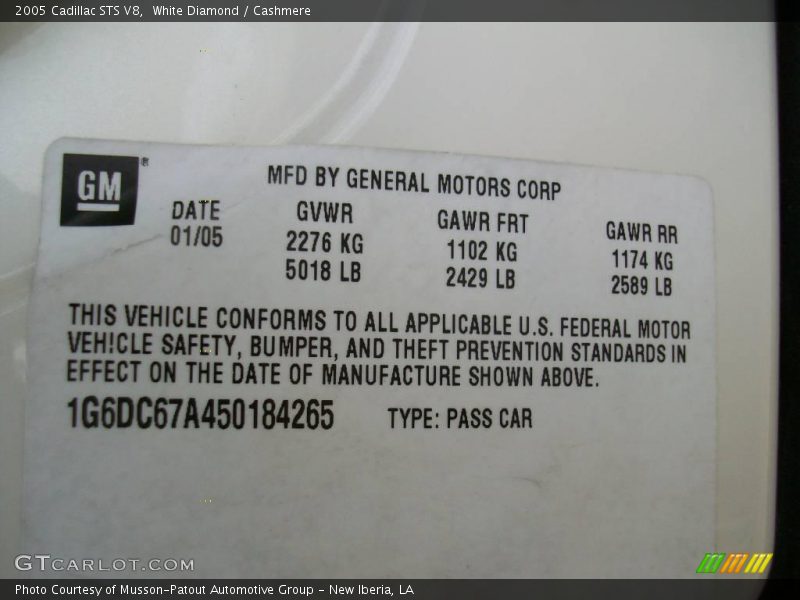 2005 Cadillac STS V8,  White Diamond / Cashmere
GM®
MFD BY GENERAL MOTORS CORP
DATE GVWR GAWR FRT GAWR RR
01/05 2276 KG 1102 KG 1174 KG
5018 LB 2429 LB 2589 LB
THIS VEHICLE CONFORMS TO ALL APPLICABLE U.S. FEDERAL MOTOR
VEHICLE SAFETY, BUMPER, AND THEFT PREVENTION STANDARDS IN
EFFECT ON THE DATE OF MANUFACTURE SHOWN ABOVE.
1G6DC67A450184265 TYPE: PASS CAR
GTCARLOT.COM
Photo Courtesy of Musson-Patout Automotive Group - New Iberia, LA